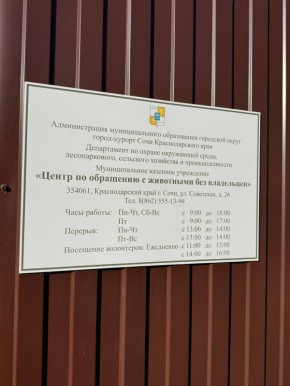 Администрация муниципального образования городской округ
город-курорт Сочи Краснодарского края
Департамент по охране окружающей среды,
лесопаркового, сельского хозяйства и промышленности
Муниципальное казенное учреждение
«Центр по обращению с животными без владельцев»
354061, Краснодарский край г. Сочи, ул. Советская, д. 26
Тел. 8(862) 555-13-99
Часы работы: Пн-Чт, Сб-Вс с 9:00 до 18:00
Пт с 9:00 до 17:00
Перерыв: Пн-Чт с 13:00 до 14:00
Пт-Вс с 13:00 до 14:00
Посещение волонтеров: Ежедневно с 11:00 до 13:00
с 14:00 до 16:00